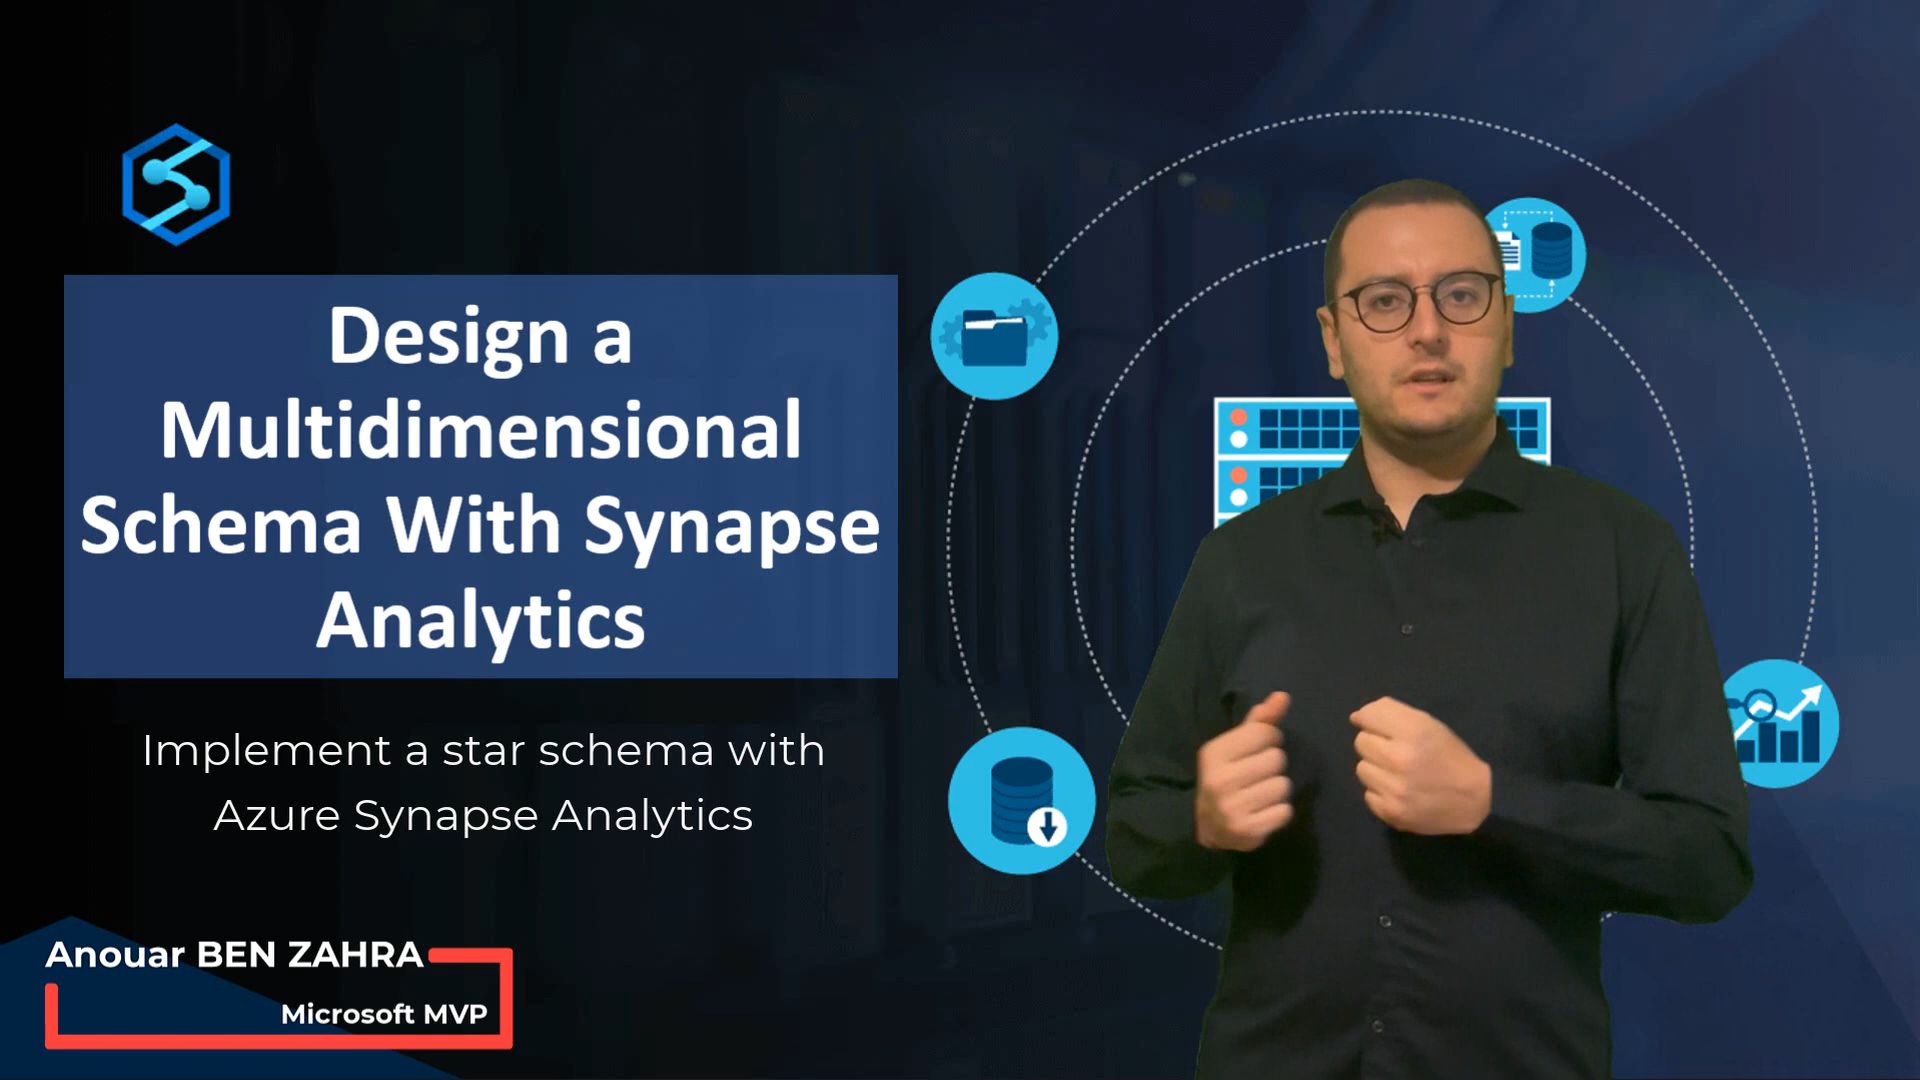 Design a
Multidimensional
Schema With Synapse
Analytics
Implement a star schema with
Azure Synapse Analytics
Anouar BEN ZAHRA
Microsoft MVP